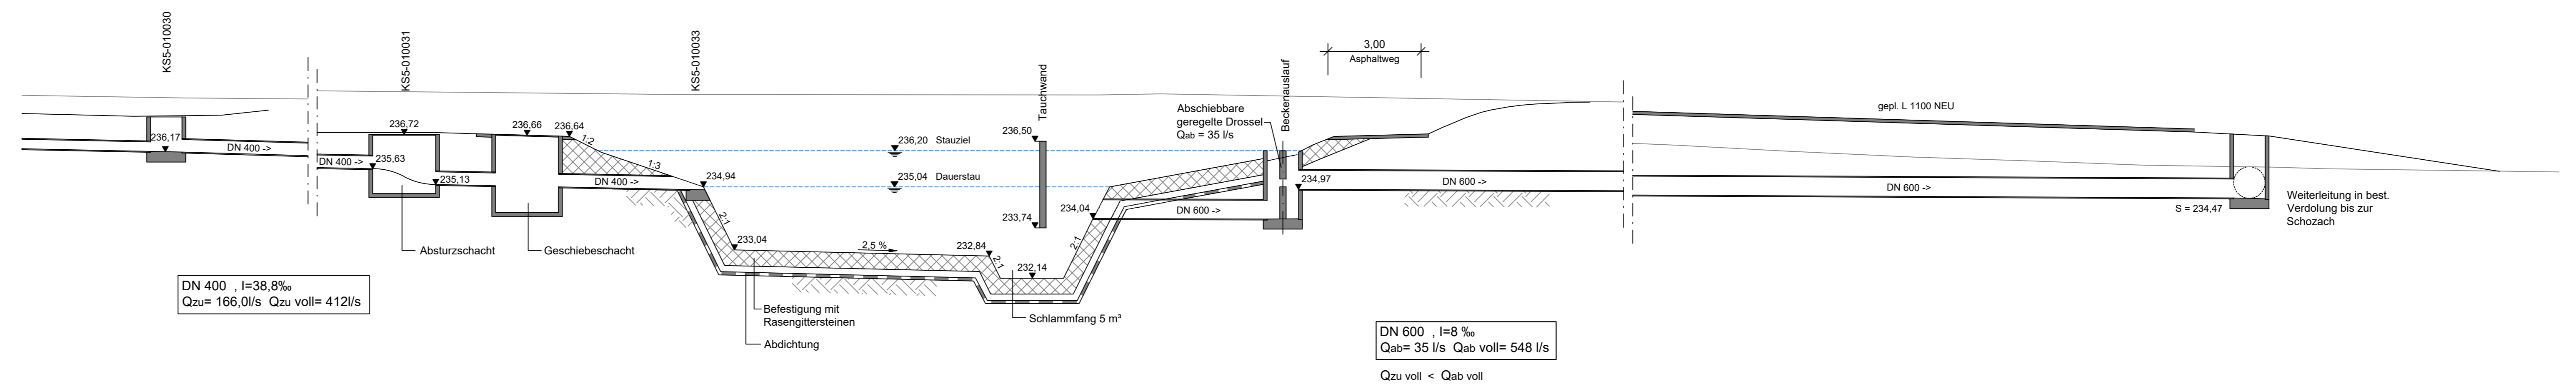 KS5-010030
KS5-010031
KS5-010033
Tauchwand
Beckenauslauf
3,00
Asphaltweg
Abschiebbare
geregelte Drossel
Qab = 35 l/s
gepl. L 1100 NEU
236,17
DN 400 ->
DN 400 ->
236,72
235,63
235,13
236,66
236,64
1:2
1:3
DN 400 ->
234,94
236,20 Stauziel
235,04 Dauerstau
236,50
233,74
234,04
DN 600 ->
234,97
DN 600 ->
DN 600 ->
S = 234,47
Weiterleitung in best.
Verdolung bis zur
Schozach
2:1
233,04
2,5 %
232,84
2:1
232,14
2:1
Absturzschacht
Geschiebeschacht
Befestigung mit
Rasengittersteinen
Abdichtung
Schlammfang 5 m³
DN 400 , I=38,8‰
Qzu= 166,0l/s Qzu voll= 412l/s
DN 600 , I=8 ‰
Qab= 35 l/s Qab voll= 548 l/s
Qzu voll < Qab voll